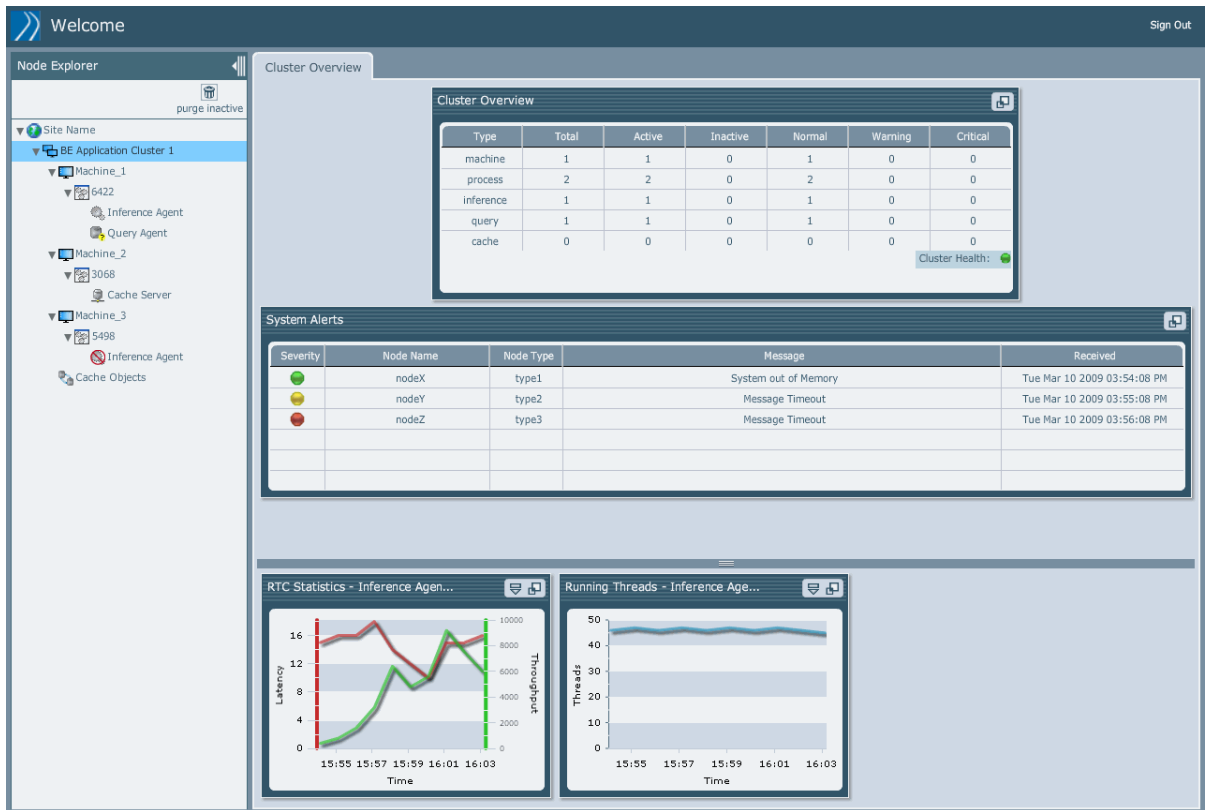 Welcome
Sign Out
Node Explorer
purge inactive
Site Name
BE Application Cluster 1
Machine_1
6422
Inference Agent
Query Agent
Machine_2
3068
Cache Server
Machine_3
5498
Inference Agent
Cache Objects
Cluster Overview
Cluster Overview
Type Total Active Inactive Normal Warning Critical
machine 1 1 0 1 0 0
process 2 2 0 2 0 0
inference 1 1 0 1 0 0
query 1 1 0 1 0 0
cache 0 0 0 0 0 0
Cluster Health:
System Alerts
Severity Node Name Node Type Message Received
nodeX type1 System out of Memory Tue Mar 10 2009 03:54:08 PM
nodeY type2 Message Timeout Tue Mar 10 2009 03:55:08 PM
nodeZ type3 Message Timeout Tue Mar 10 2009 03:56:08 PM
RTC Statistics - Inference Agen...
Latency
16
12
8
4
0
10000
8000
6000
4000
2000
0
Throughput
15:55 15:57 15:59 16:01 16:03
Time
Running Threads - Inference Age...
Threads
50
40
30
20
10
0
15:55 15:57 15:59 16:01 16:03
Time